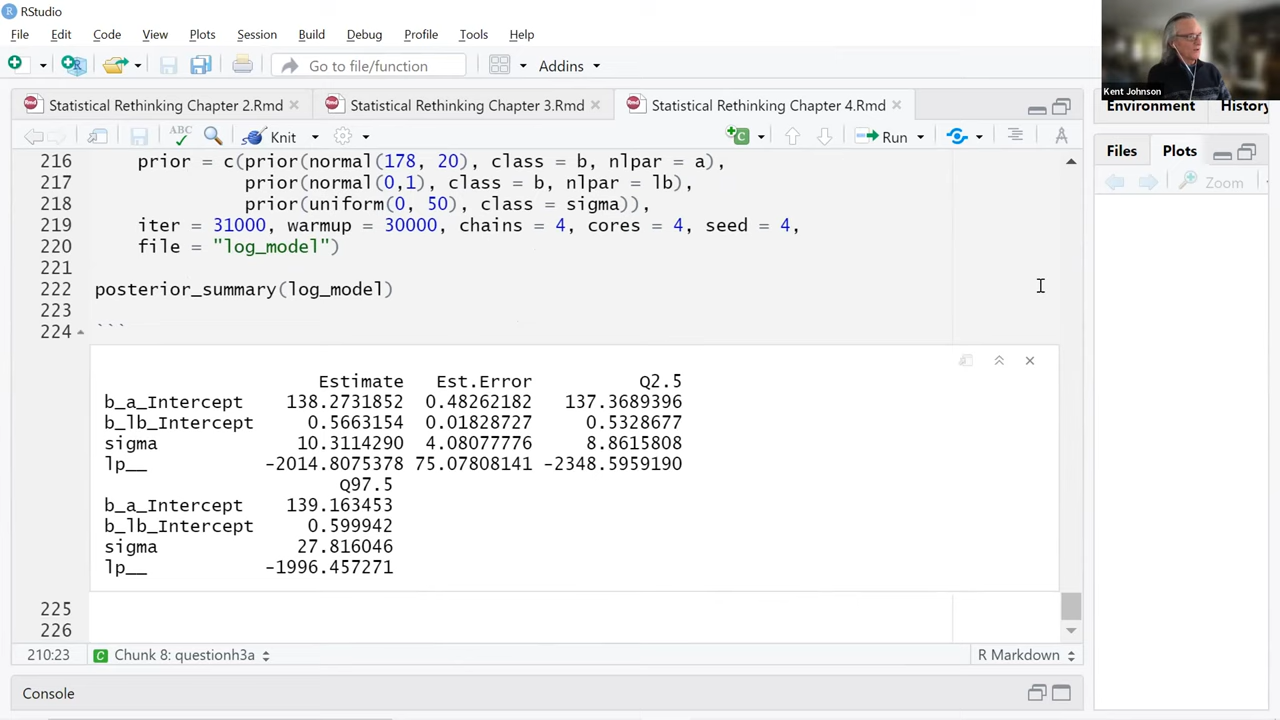 RStudio
File Edit Code View Plots Session Build Debug Profile Tools Help
Go to file/function Addins
Kent Johnson
Statistical Rethinking Chapter 2.Rmd Statistical Rethinking Chapter 3.Rmd Statistical Rethinking Chapter 4.Rmd
Environment History
ABC Knit Run
Files Plots
Zoom
216 prior = c(prior(normal(178, 20), class = b, nlpar = a),
217 prior(normal(0,1), class = b, nlpar = lb),
218 prior(uniform(0, 50), class = sigma)),
219 iter = 31000, warmup = 30000, chains = 4, cores = 4, seed = 4,
220 file = "log_model")
221
222 posterior_summary(log_model)
223
224 ```
Estimate Est.Error Q2.5
b_a_Intercept 138.2731852 0.48262182 137.3689396
b_lb_Intercept 0.5663154 0.01828727 0.5328677
sigma 10.3114290 4.08077776 8.8615808
lp__ -2014.8075378 75.07808141 -2348.5959190
Q97.5
b_a_Intercept 139.163453
b_lb_Intercept 0.599942
sigma 27.816046
lp__ -1996.457271
225
226
210:23 Chunk 8: questionh3a R Markdown
Console